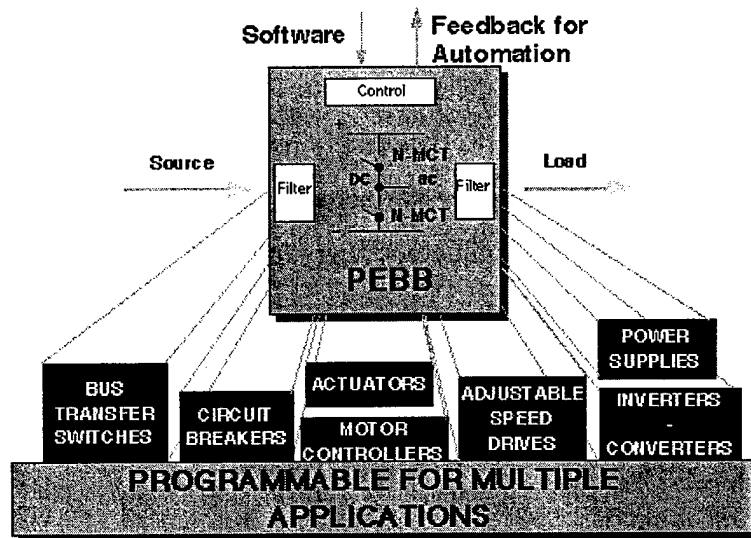 Software
Feedback for
Automation
Control
+
N-MCT
Source
Filter
DC
Filter
Load
N-MCT
PEBB
POWER
SUPPLIES
BUS
TRANSFER
SWITCHES
CIRCUIT
BREAKERS
ACTUATORS
MOTOR
CONTROLLERS
ADJUSTABLE
SPEED
DRIVES
INVERTERS
-
CONVERTERS
PROGRAMMABLE FOR MULTIPLE
APPLICATIONS